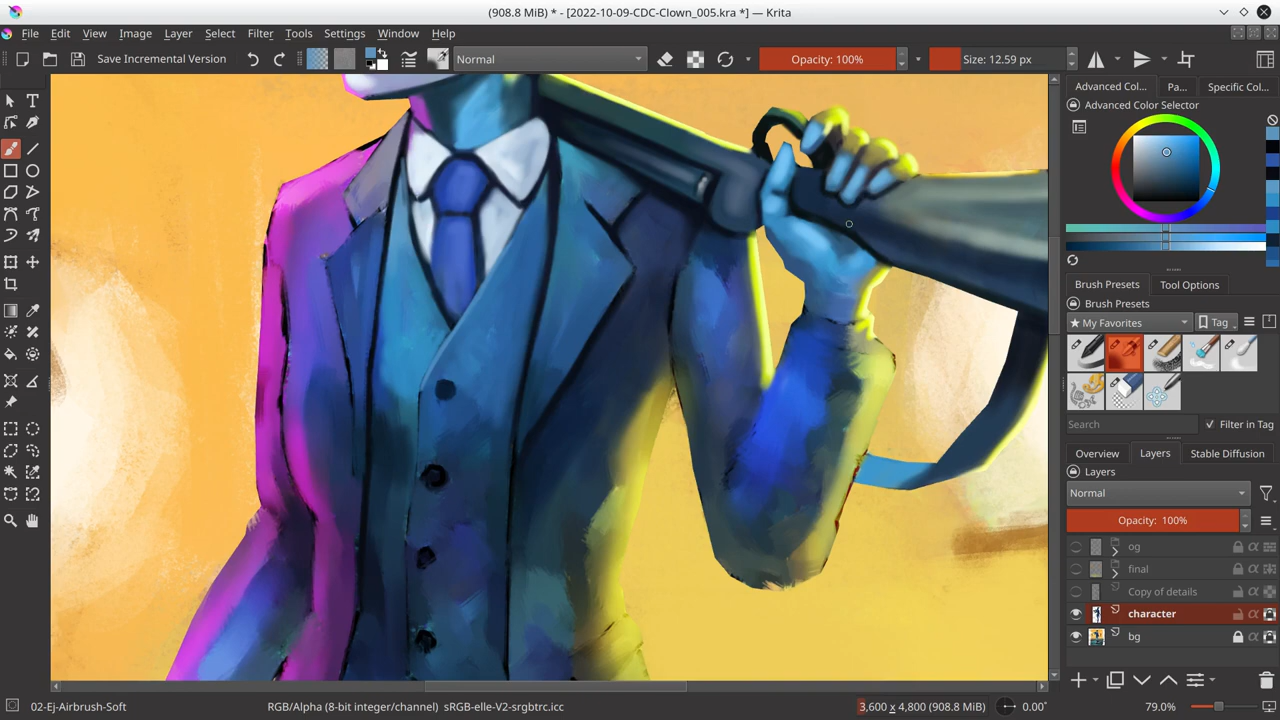 (908.8 MiB) * - [2022-10-09-CDC-Clown_005.kra *] — Krita
File Edit View Image Layer Select Filter Tools Settings Window Help
Save Incremental Version Normal Opacity: 100% Size: 12.59 px
Advanced Col... Pa... Specific Col...
Advanced Color Selector
Brush Presets Tool Options
Brush Presets
★ My Favorites Tag
Search Filter in Tag
Overview Layers Stable Diffusion
Layers
Normal
Opacity: 100%
og
final
Copy of details
character
bg
02-Ej-Airbrush-Soft RGB/Alpha (8-bit integer/channel) sRGB-elle-V2-srgbtrc.icc 3,600 x 4,800 (908.8 MiB) 0.00° 79.0%